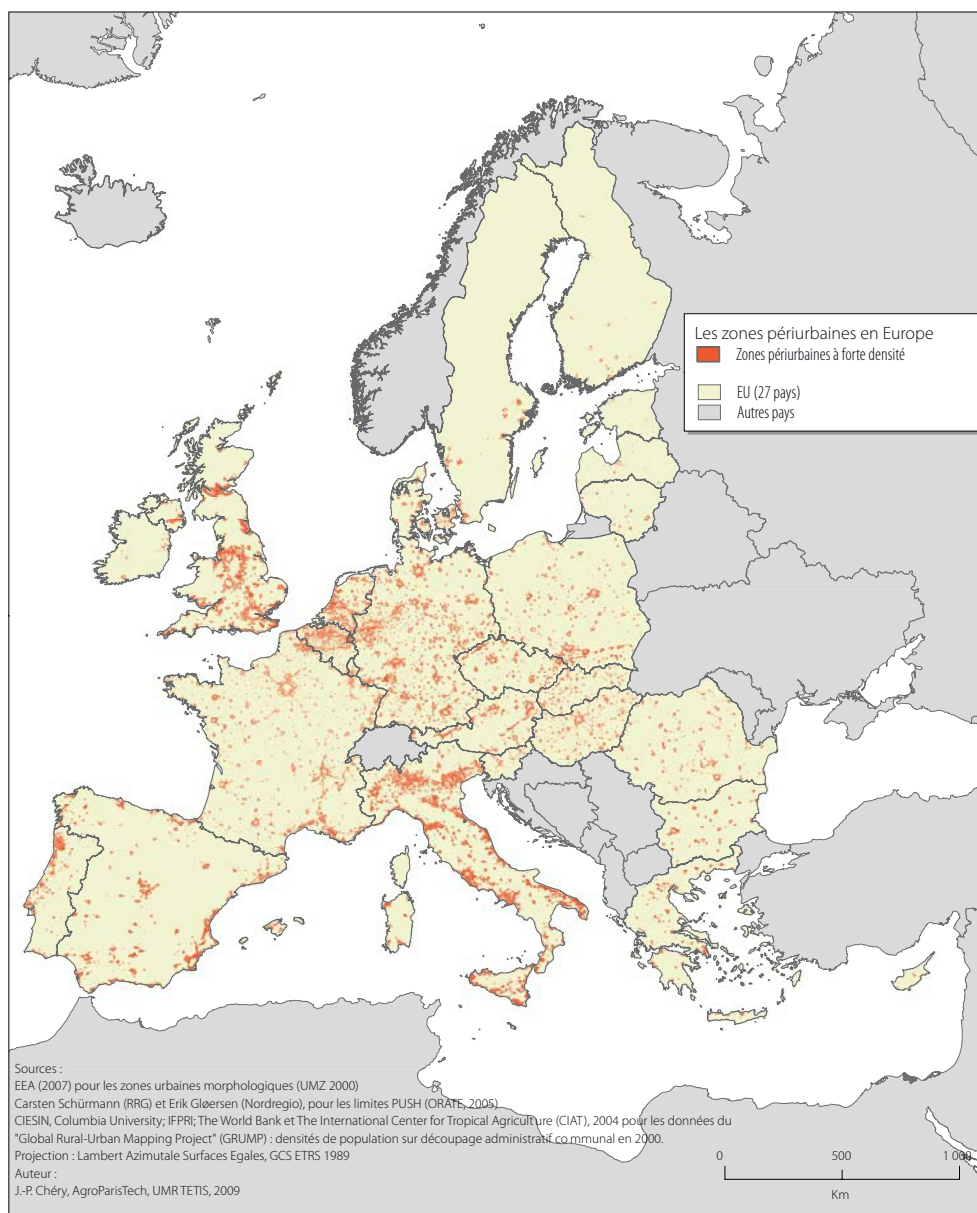 Les zones périurbaines en Europe
Zones périurbaines à forte densité
EU (27 pays)
Autres pays
Sources :
EEA (2007) pour les zones urbaines morphologiques (UMZ 2000)
Carsten Schürmann (RRG) et Erik Gløersen (Nordregio), pour les limites PUSH (ORATE, 2005)
CIESIN, Columbia University; IFPRI; The World Bank et The International Center for Tropical Agriculture (CIAT), 2004 pour les données du
"Global Rural-Urban Mapping Project" (GRUMP) : densités de population sur découpage administratif communal en 2000.
Projection : Lambert Azimutale Surfaces Egales, GCS ETRS 1989
Auteur :
J.-P. Chéry, AgroParisTech, UMR TETIS, 2009
0 500 1 000
Km